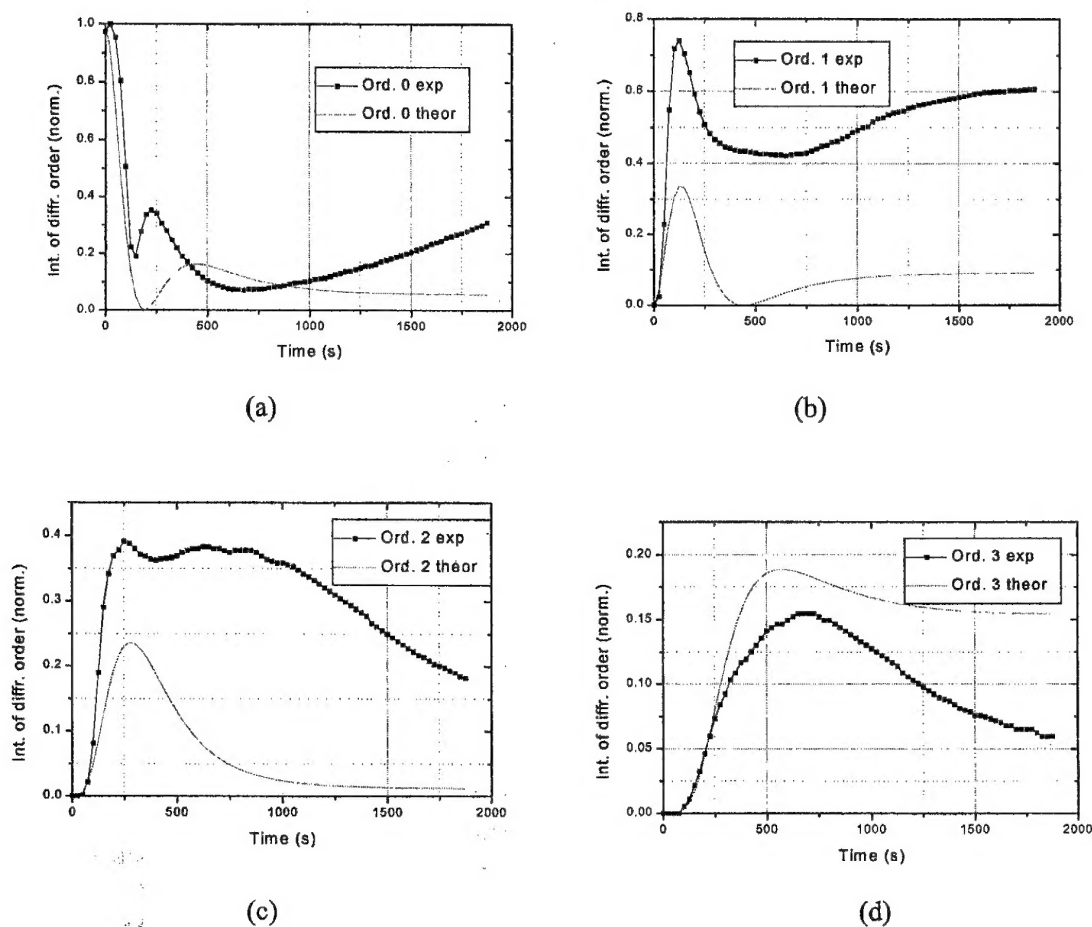 Int. of diffr. order (norm.)
1.0
0.8
0.6
0.4
0.2
0.0
Ord. 0 exp
Ord. 0 theor
0
500
1000
1500
2000
Time (s)
(a)
Int. of diffr. order (norm.)
0.8
0.6
0.4
0.2
0
Ord. 1 exp
Ord. 1 theor
0
500
1000
1500
2000
Time (s)
(b)
Int. of diffr. order (norm.)
0.4
0.3
0.2
0.1
0.0
Ord. 2 exp
Ord. 2 theor
0
500
1000
1500
2000
Time (s)
(c)
Int. of diffr. order (norm.)
0.20
0.15
0.10
0.05
0.00
Ord. 3 exp
Ord. 3 theor
0
500
1000
1500
2000
Time (s)
(d)